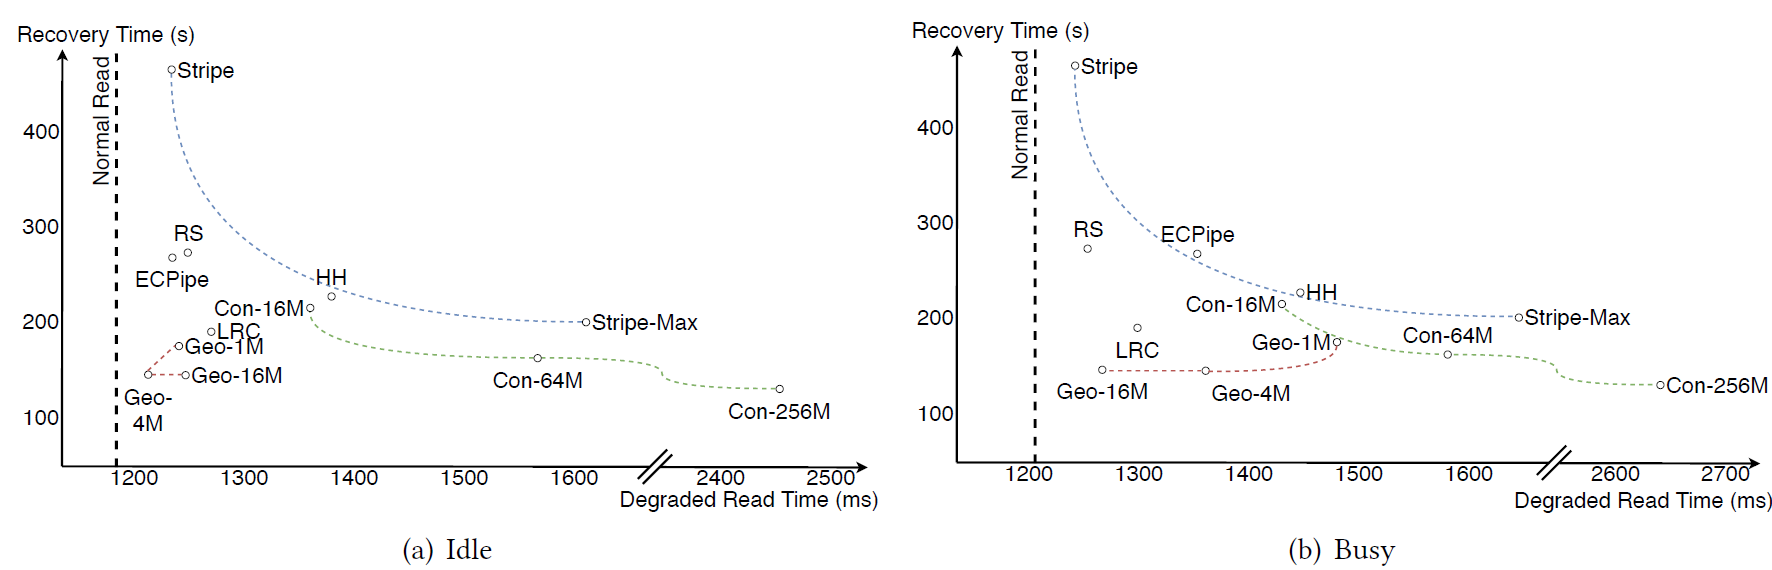 Recovery Time (s)
Normal Read
Stripe
400
300
RS
ECPipe
HH
Con-16M
200
LRC
Stripe-Max
Geo-1M
Geo-16M
Con-64M
Geo-
4M
100
Con-256M
1200 1300 1400 1500 1600 2400 2500
Degraded Read Time (ms)
(a) Idle
Recovery Time (s)
Normal Read
Stripe
400
300
RS
ECPipe
HH
Con-16M
200
Stripe-Max
Con-64M
Geo-1M
LRC
Geo-16M
Geo-4M
Con-256M
100
1200 1300 1400 1500 1600 2600 2700
Degraded Read Time (ms)
(b) Busy